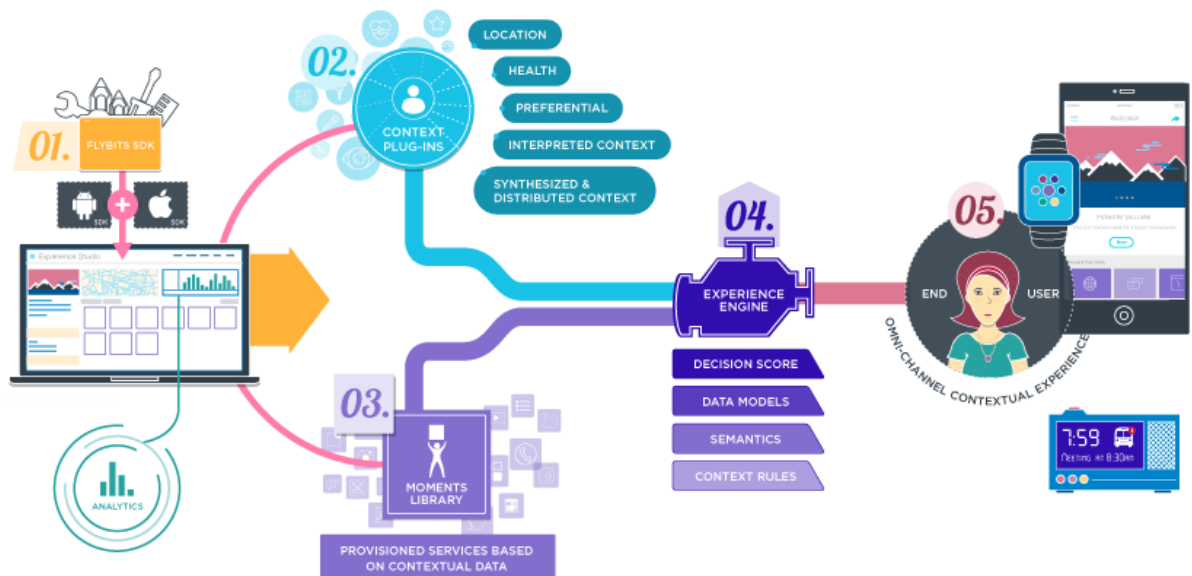 01.
FLYBITS SDK
SDK
SDK
Experience Studio
ANALYTICS
02.
CONTEXT
PLUG-INS
LOCATION
HEALTH
PREFERENTIAL
INTERPRETED CONTEXT
SYNTHESIZED &
DISTRIBUTED CONTEXT
03.
MOMENTS
LIBRARY
PROVISIONED SERVICES BASED
ON CONTEXTUAL DATA
04.
EXPERIENCE
ENGINE
DECISION SCORE
DATA MODELS
SEMANTICS
CONTEXT RULES
05.
END
USER
OMNI-CHANNEL CONTEXTUAL EXPERIENCE
Welcome
7:59
MEETING AT 8:30AM